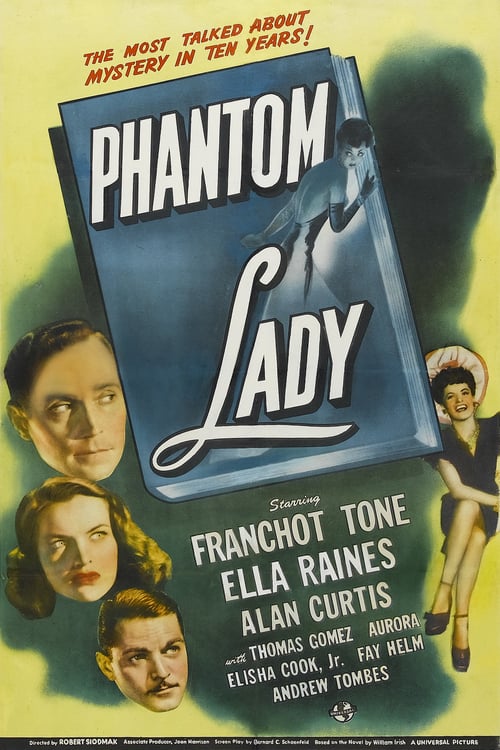 THE MOST TALKED ABOUT
MYSTERY IN TEN YEARS!
PHANTOM
LADY
Starring
FRANCHOT TONE
ELLA RAINES
ALAN CURTIS
with THOMAS GOMEZ AURORA
ELISHA COOK, Jr. FAY HELM
ANDREW TOMBES
Directed by ROBERT SIODMAK Associate Producer, Joan Harrison Screen Play by Bernard C. Schoenfeld Based on the Novel by William Irish A UNIVERSAL PICTURE